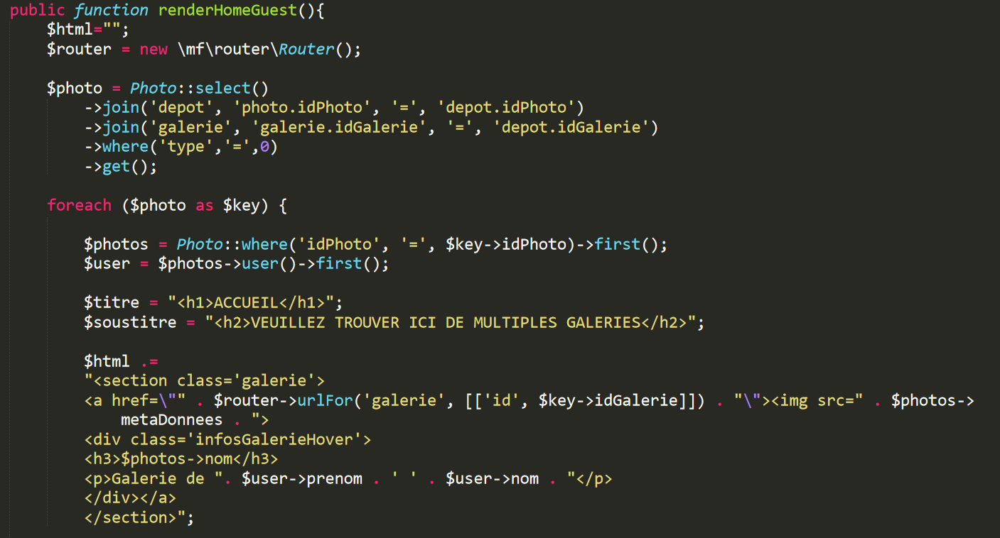 public function renderHomeGuest(){
    $html="";
    $router = new \mf\router\Router();

    $photo = Photo::select()
        ->join('depot', 'photo.idPhoto', '=', 'depot.idPhoto')
        ->join('galerie', 'galerie.idGalerie', '=', 'depot.idGalerie')
        ->where('type','=',0)
        ->get();

    foreach ($photo as $key) {

        $photos = Photo::where('idPhoto', '=', $key->idPhoto)->first();
        $user = $photos->user()->first();

        $titre = "<h1>ACCUEIL</h1>";
        $soustitre = "<h2>VEUILLEZ TROUVER ICI DE MULTIPLES GALERIES</h2>";

        $html .=
        "<section class='galerie'>
        <a href=\"" . $router->urlFor('galerie', [['id', $key->idGalerie]]) . "\"><img src=" . $photos->
            metaDonnees . ">
        <div class='infosGalerieHover'>
        <h3>$photos->nom</h3>
        <p>Galerie de ". $user->prenom . ' ' . $user->nom . "</p>
        </div></a>
        </section>";